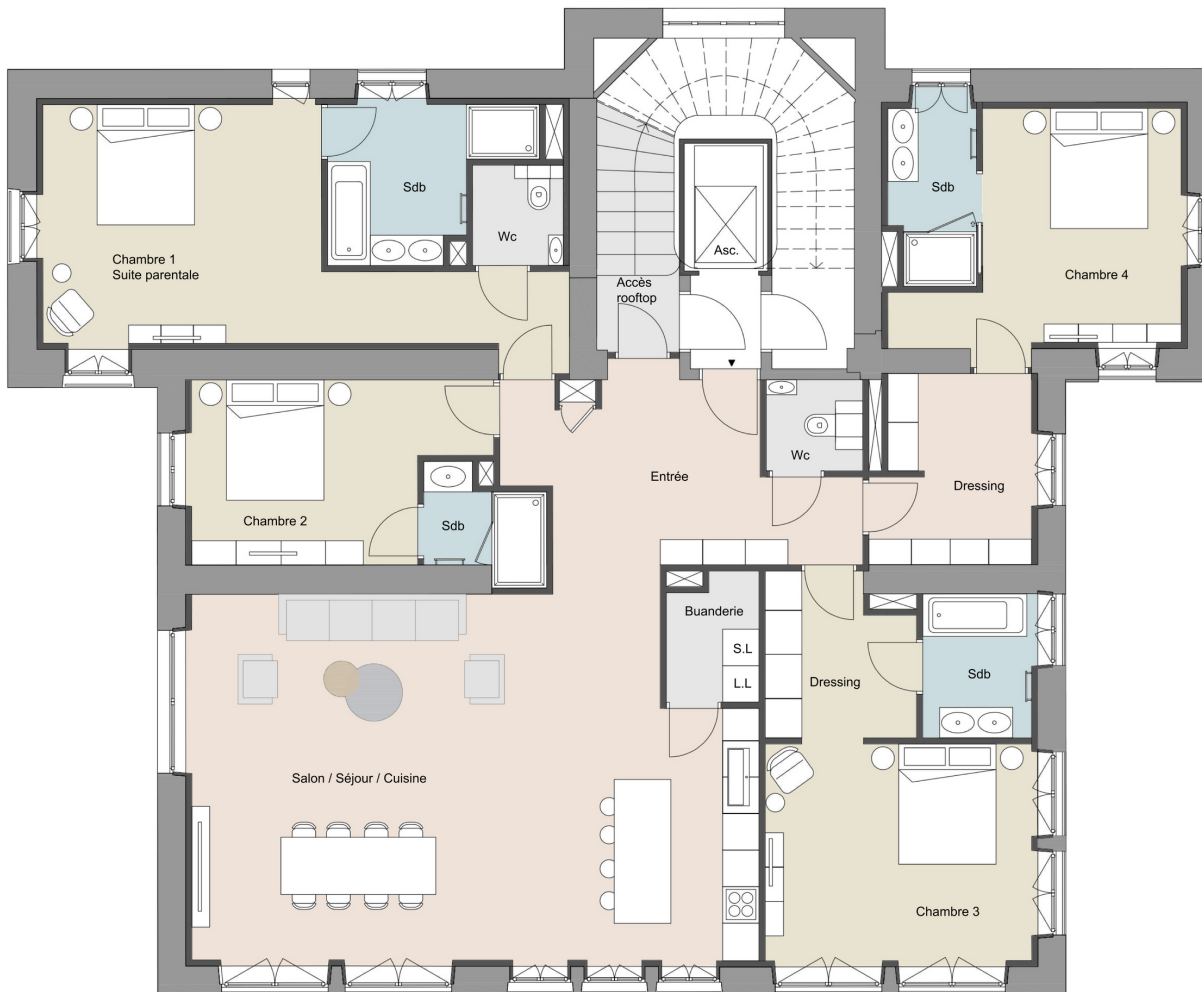 Sdb
Wc
Chambre 1
Suite parentale
Accès
rooftop
Asc.
Sdb
Chambre 4
Chambre 2
Sdb
Entrée
Wc
Dressing
Buanderie
S.L
L.L
Dressing
Sdb
Salon / Séjour / Cuisine
Chambre 3